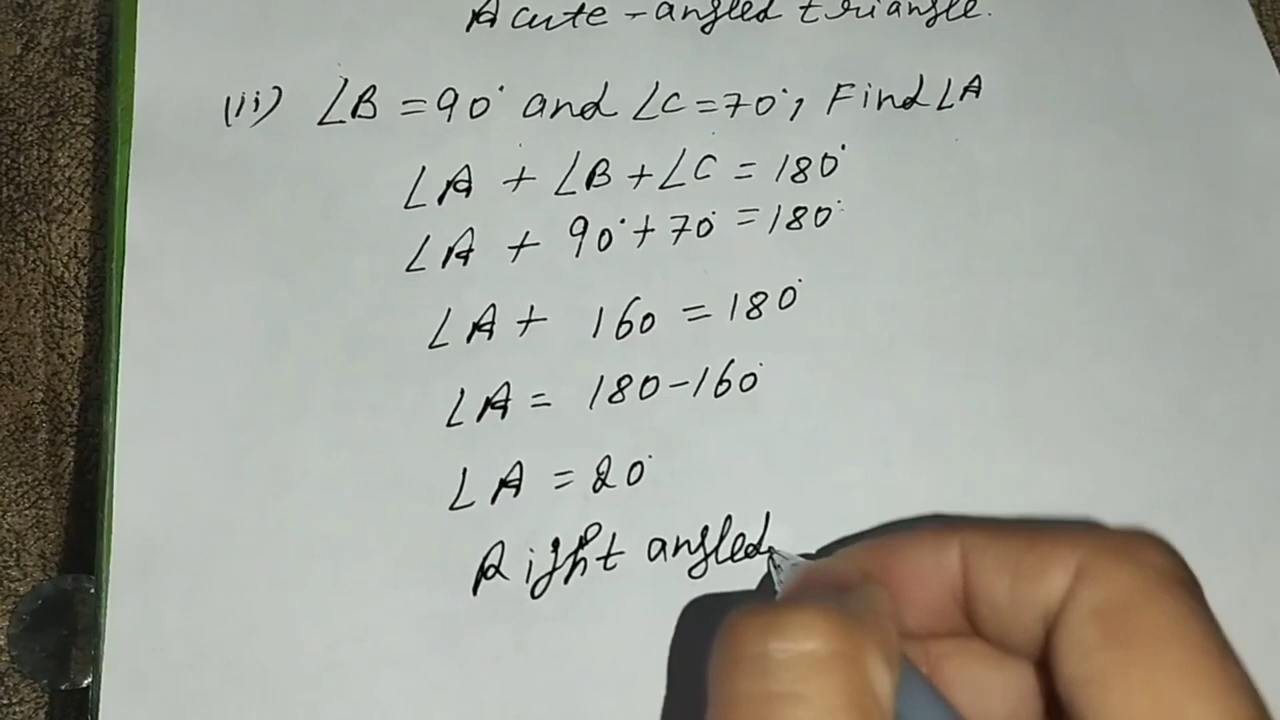 Acute-angled triangle.
(ii) ∠B = 90° and ∠C = 70°, Find ∠A
∠A + ∠B + ∠C = 180°
∠A + 90° + 70° = 180°
∠A + 160 = 180°
∠A = 180 - 160°
∠A = 20°
Right angled